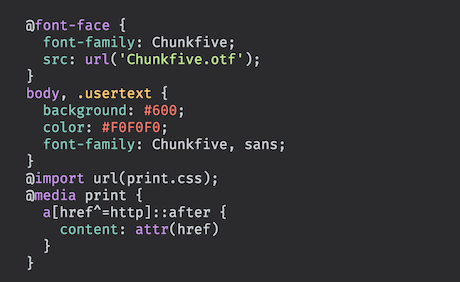 @font-face {
  font-family: Chunkfive;
  src: url('Chunkfive.otf');
}
body, .usertext {
  background: #600;
  color: #F0F0F0;
  font-family: Chunkfive, sans;
}
@import url(print.css);
@media print {
  a[href^=http]::after {
    content: attr(href)
  }
}